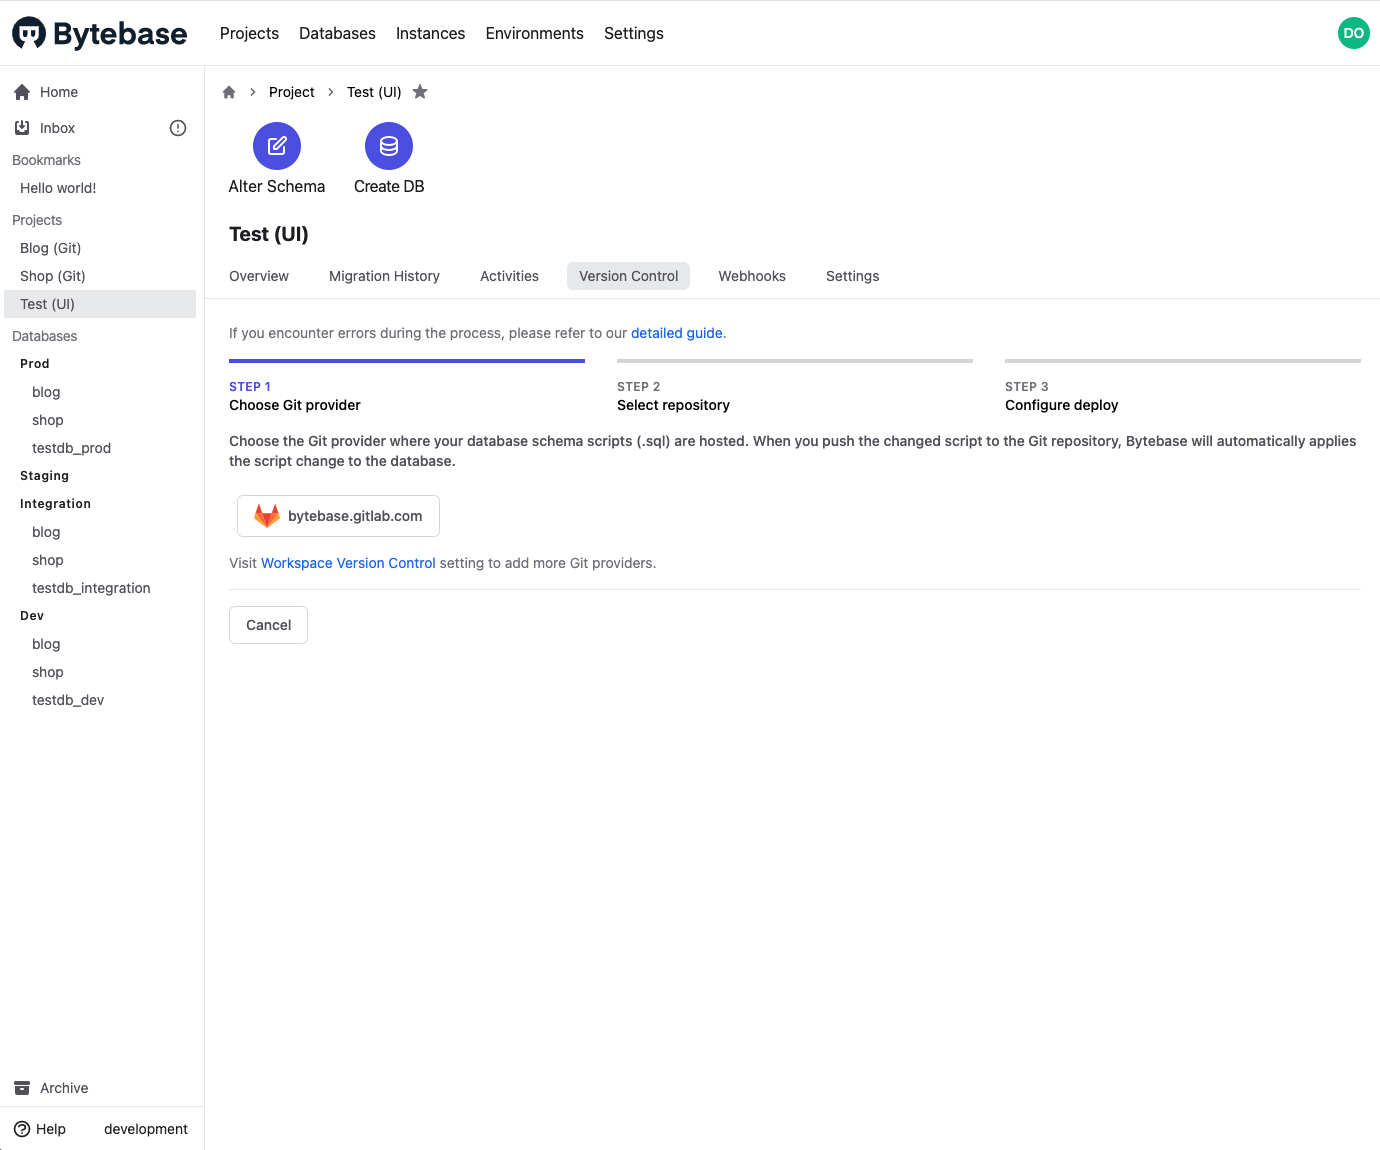 Bytebase
Projects Databases Instances Environments Settings
DO
Home
Inbox
Bookmarks
Hello world!
Projects
Blog (Git)
Shop (Git)
Test (UI)
Databases
Prod
blog
shop
testdb_prod
Staging
Integration
blog
shop
testdb_integration
Dev
blog
shop
testdb_dev
Archive
Help development
Project Test (UI)
Alter Schema Create DB
Test (UI)
Overview Migration History Activities Version Control Webhooks Settings
If you encounter errors during the process, please refer to our detailed guide.
STEP 1
Choose Git provider
STEP 2
Select repository
STEP 3
Configure deploy
Choose the Git provider where your database schema scripts (.sql) are hosted. When you push the changed script to the Git repository, Bytebase will automatically applies
the script change to the database.
bytebase.gitlab.com
Visit Workspace Version Control setting to add more Git providers.
Cancel